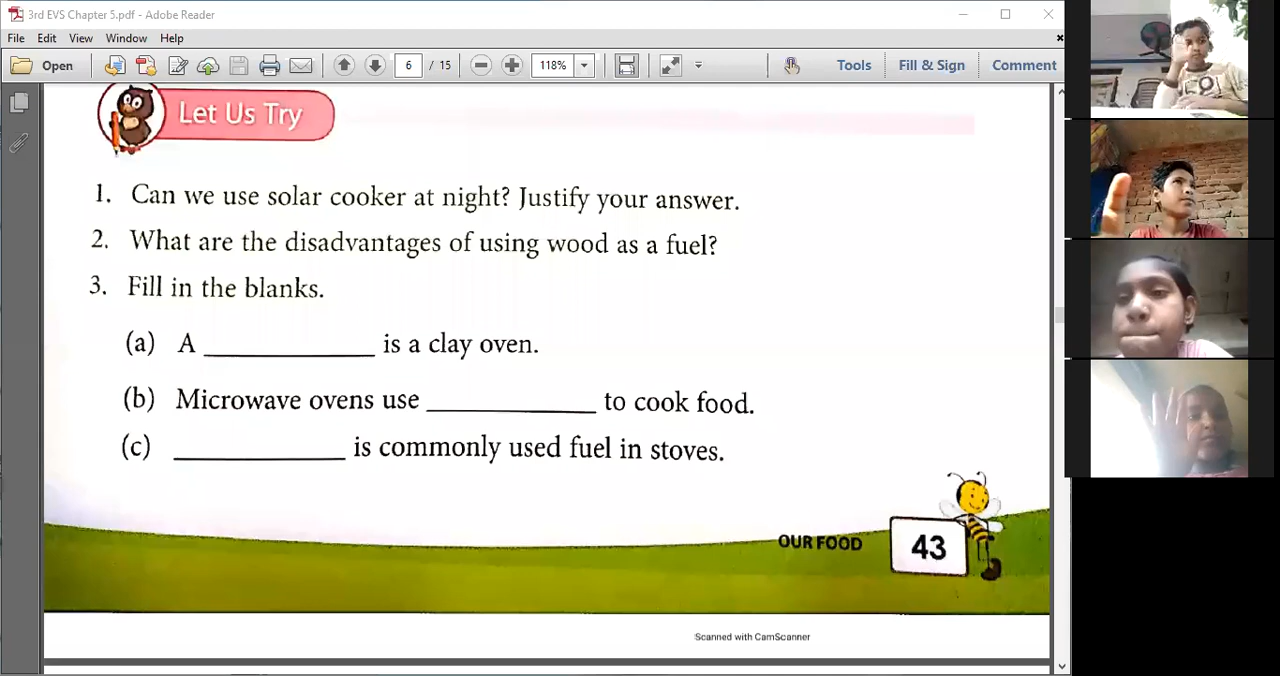 3rd EVS Chapter 5.pdf - Adobe Reader
File Edit View Window Help
Open 6 / 15 118% Tools Fill & Sign Comment
Let Us Try
1. Can we use solar cooker at night? Justify your answer.
2. What are the disadvantages of using wood as a fuel?
3. Fill in the blanks.
(a) A ____________ is a clay oven.
(b) Microwave ovens use ____________ to cook food.
(c) ____________ is commonly used fuel in stoves.
OUR FOOD 43
Scanned with CamScanner